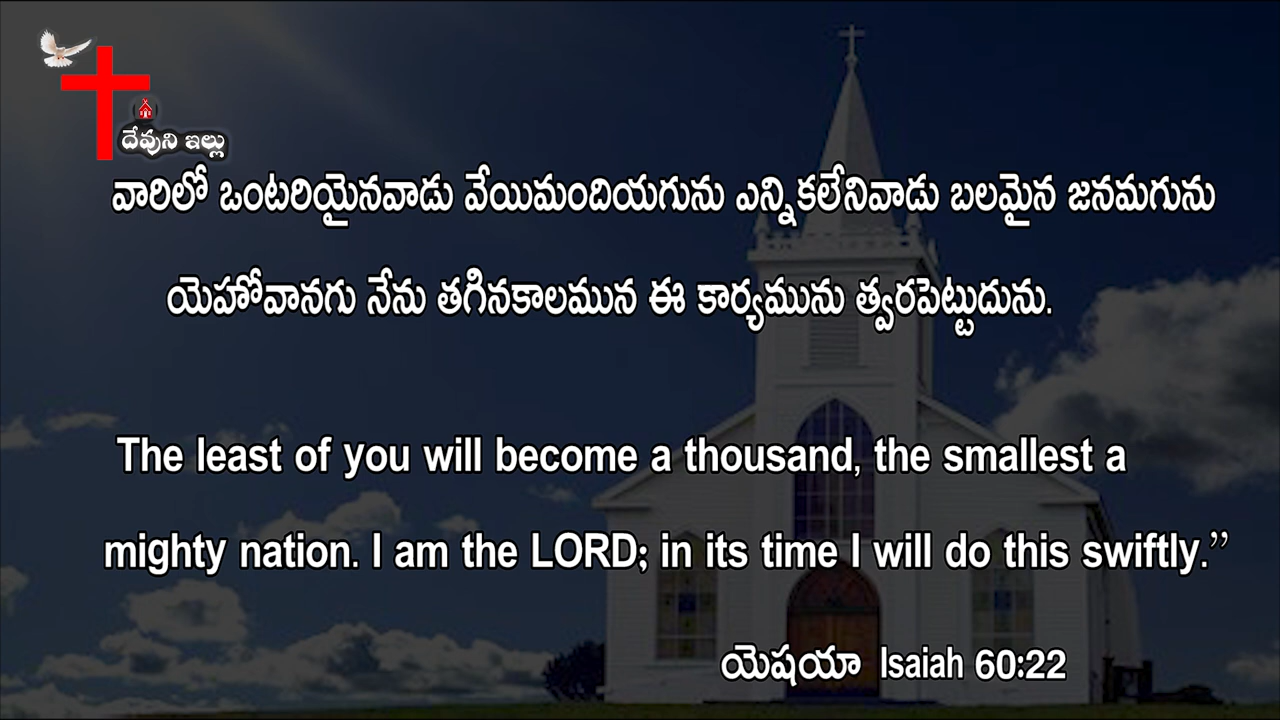 దేవుని ఇల్లు
వారిలో ఒంటరియైనవాడు వేయిమందియగును ఎన్నికలేనివాడు బలమైన జనమగును
యెహోవానగు నేను తగినకాలమున ఈ కార్యమును త్వరపెట్టుదును.
The least of you will become a thousand, the smallest a
mighty nation. I am the LORD; in its time I will do this swiftly.”
యెషయా Isaiah 60:22